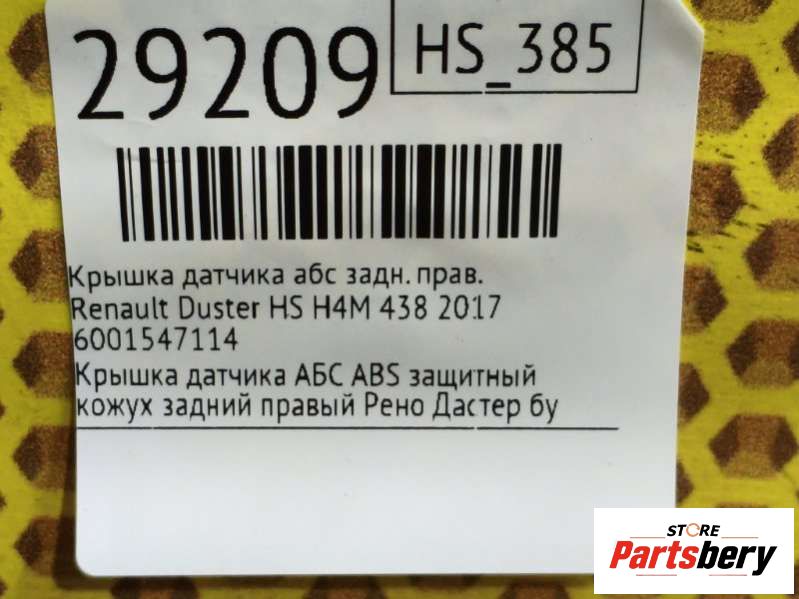 29209
HS_385
Крышка датчика абс задн. прав.
Renault Duster HS H4M 438 2017
6001547114
Крышка датчика АБС ABS защитный
кожух задний правый Рено Дастер бу
STORE
Partsbery